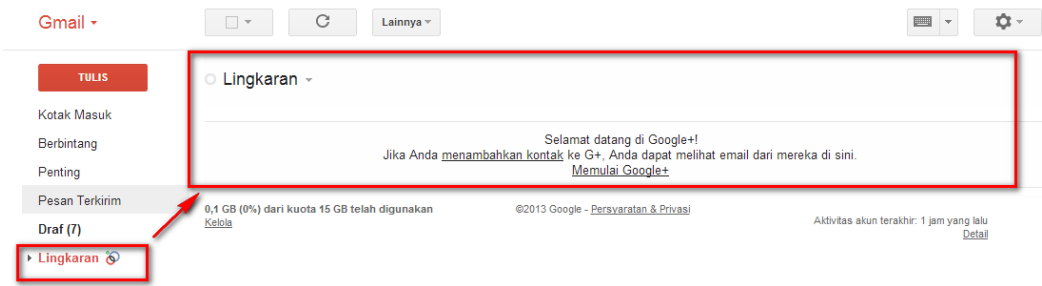 Gmail
Lainnya
TULIS
Lingkaran
Kotak Masuk
Berbintang
Penting
Pesan Terkirim
Draf (7)
Lingkaran
Selamat datang di Google+!
Jika Anda menambahkan kontak ke G+, Anda dapat melihat email dari mereka di sini.
Memulai Google+
0,1 GB (0%) dari kuota 15 GB telah digunakan
Kelola
©2013 Google - Persyaratan & Privasi
Aktivitas akun terakhir: 1 jam yang lalu
Detail